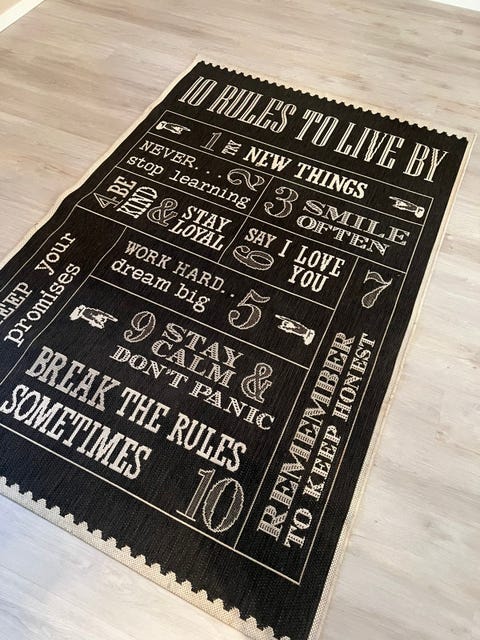 10 RULES TO LIVE BY
1 TRY NEW THINGS
NEVER...
stop learning 2
3 SMILE
OFTEN
4 BE
KIND
& STAY
LOYAL
SAY I LOVE
6 YOU
WORK HARD..
dream big 5
7
REMEMBER
TO KEEP HONEST
your
promises
9 STAY
CALM &
DON'T PANIC
BREAK THE RULES
SOMETIMES
10